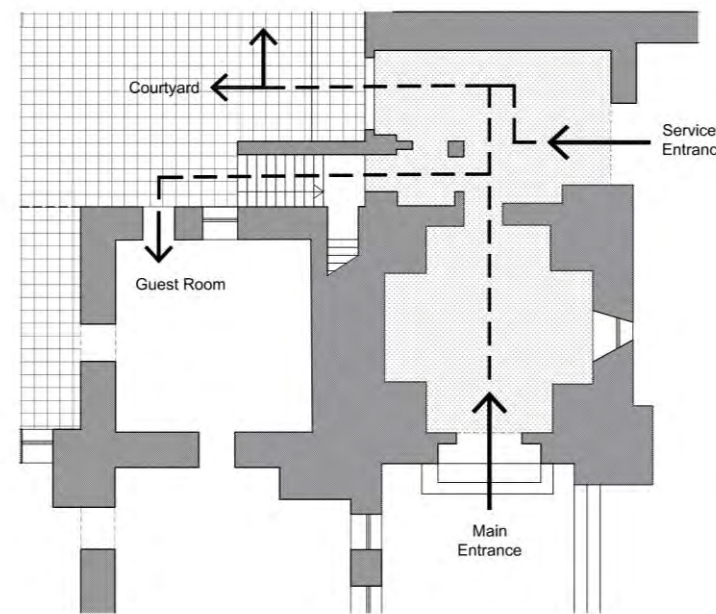 Courtyard
Service
Entranc
Guest Room
Main
Entrance